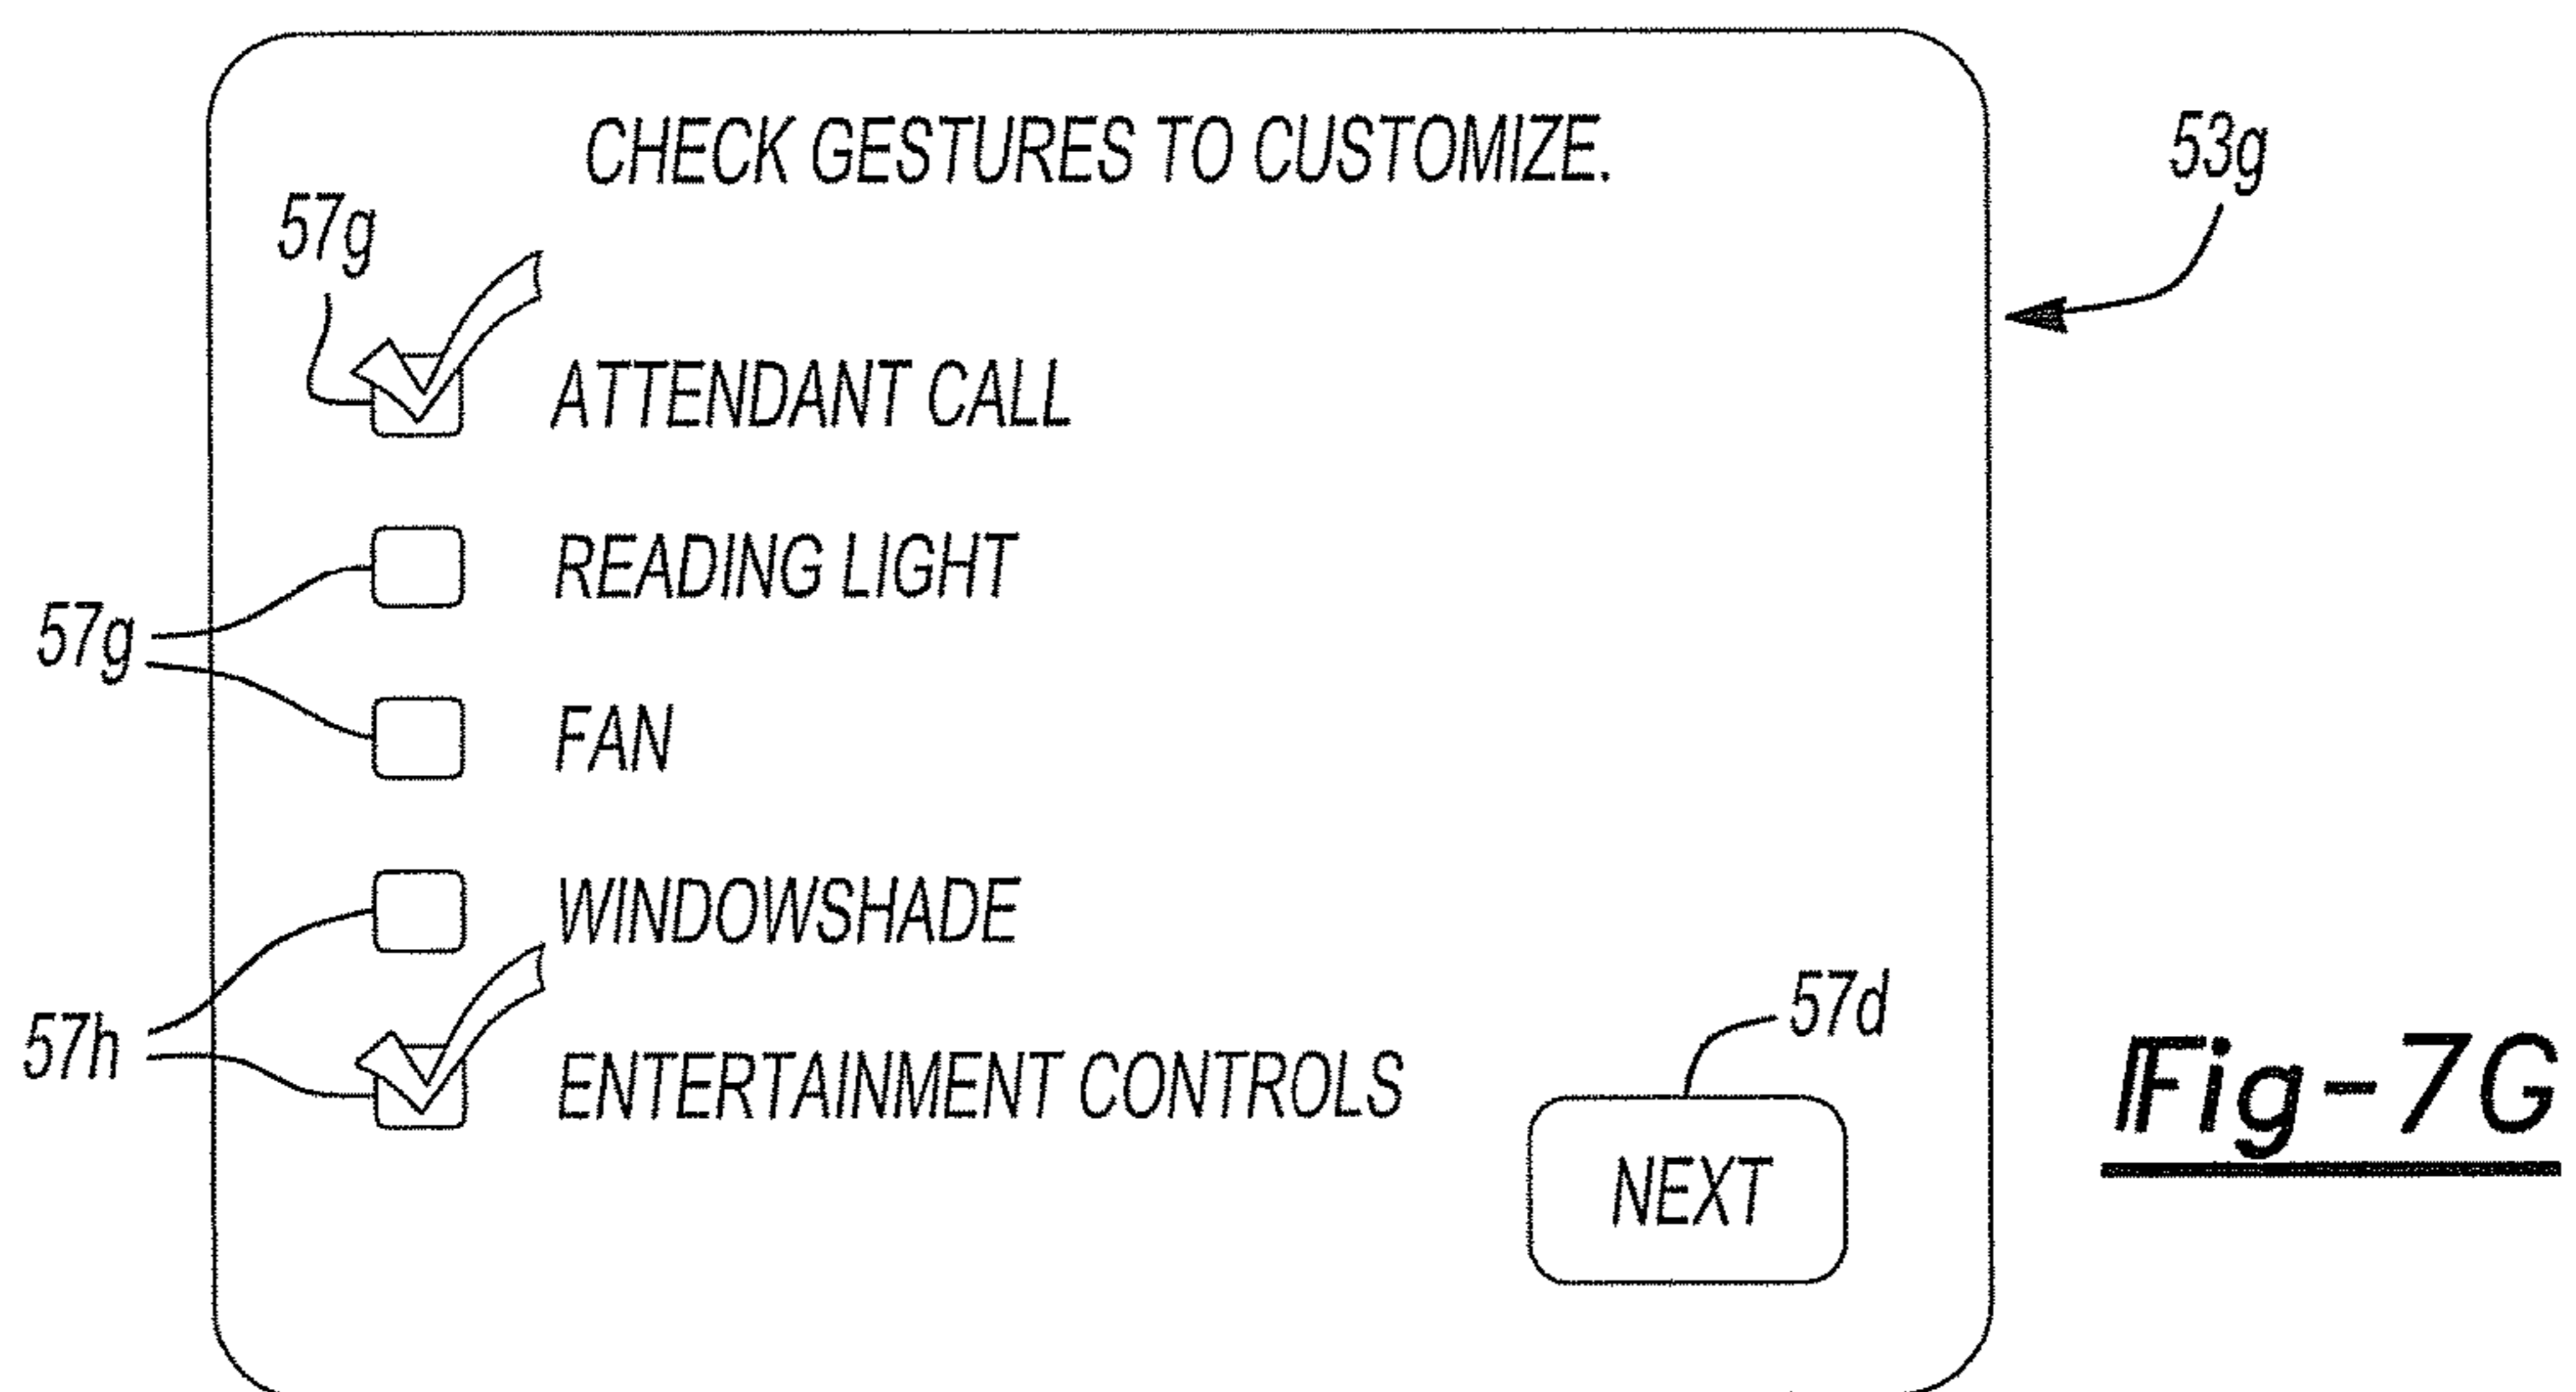 CHECK GESTURES TO CUSTOMIZE.
53g
57g
ATTENDANT CALL
READING LIGHT
57g
FAN
WINDOWSHADE
57h
57d
ENTERTAINMENT CONTROLS
NEXT
Fig-7G